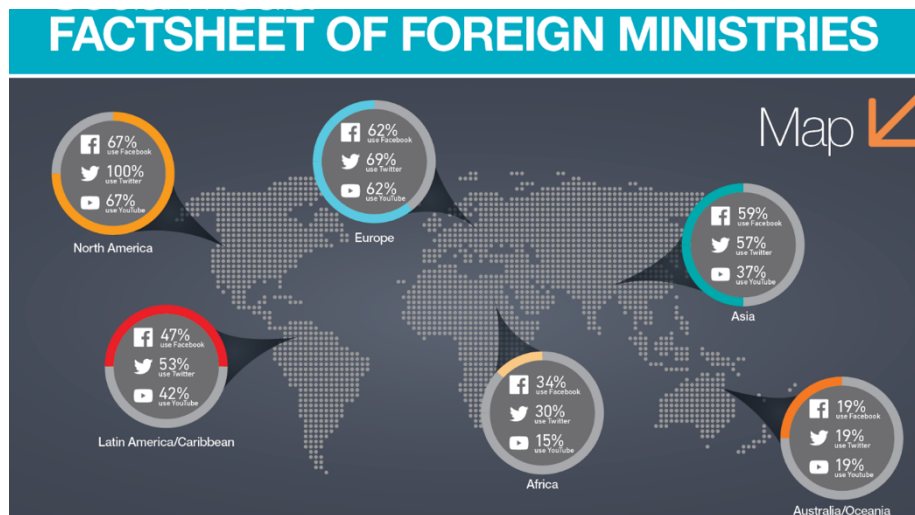 FACTSHEET OF FOREIGN MINISTRIES
Map
67%
use Facebook
100%
use Twitter
67%
use YouTube
North America
62%
use Facebook
69%
use Twitter
62%
use YouTube
Europe
59%
use Facebook
57%
use Twitter
37%
use YouTube
Asia
47%
use Facebook
53%
use Twitter
42%
use YouTube
Latin America/Caribbean
34%
use Facebook
30%
use Twitter
15%
use YouTube
Africa
19%
use Facebook
19%
use Twitter
19%
use Youtube
Australia/Oceania